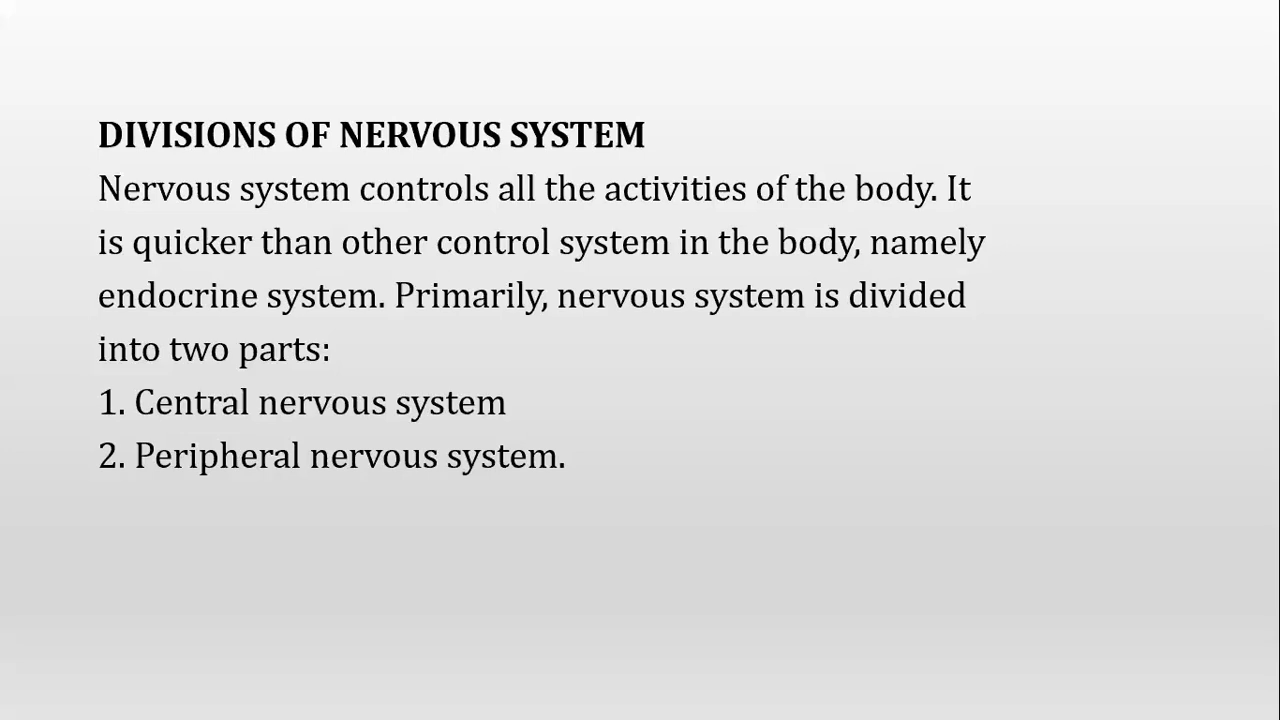 DIVISIONS OF NERVOUS SYSTEM
Nervous system controls all the activities of the body. It
is quicker than other control system in the body, namely
endocrine system. Primarily, nervous system is divided
into two parts:
1. Central nervous system
2. Peripheral nervous system.